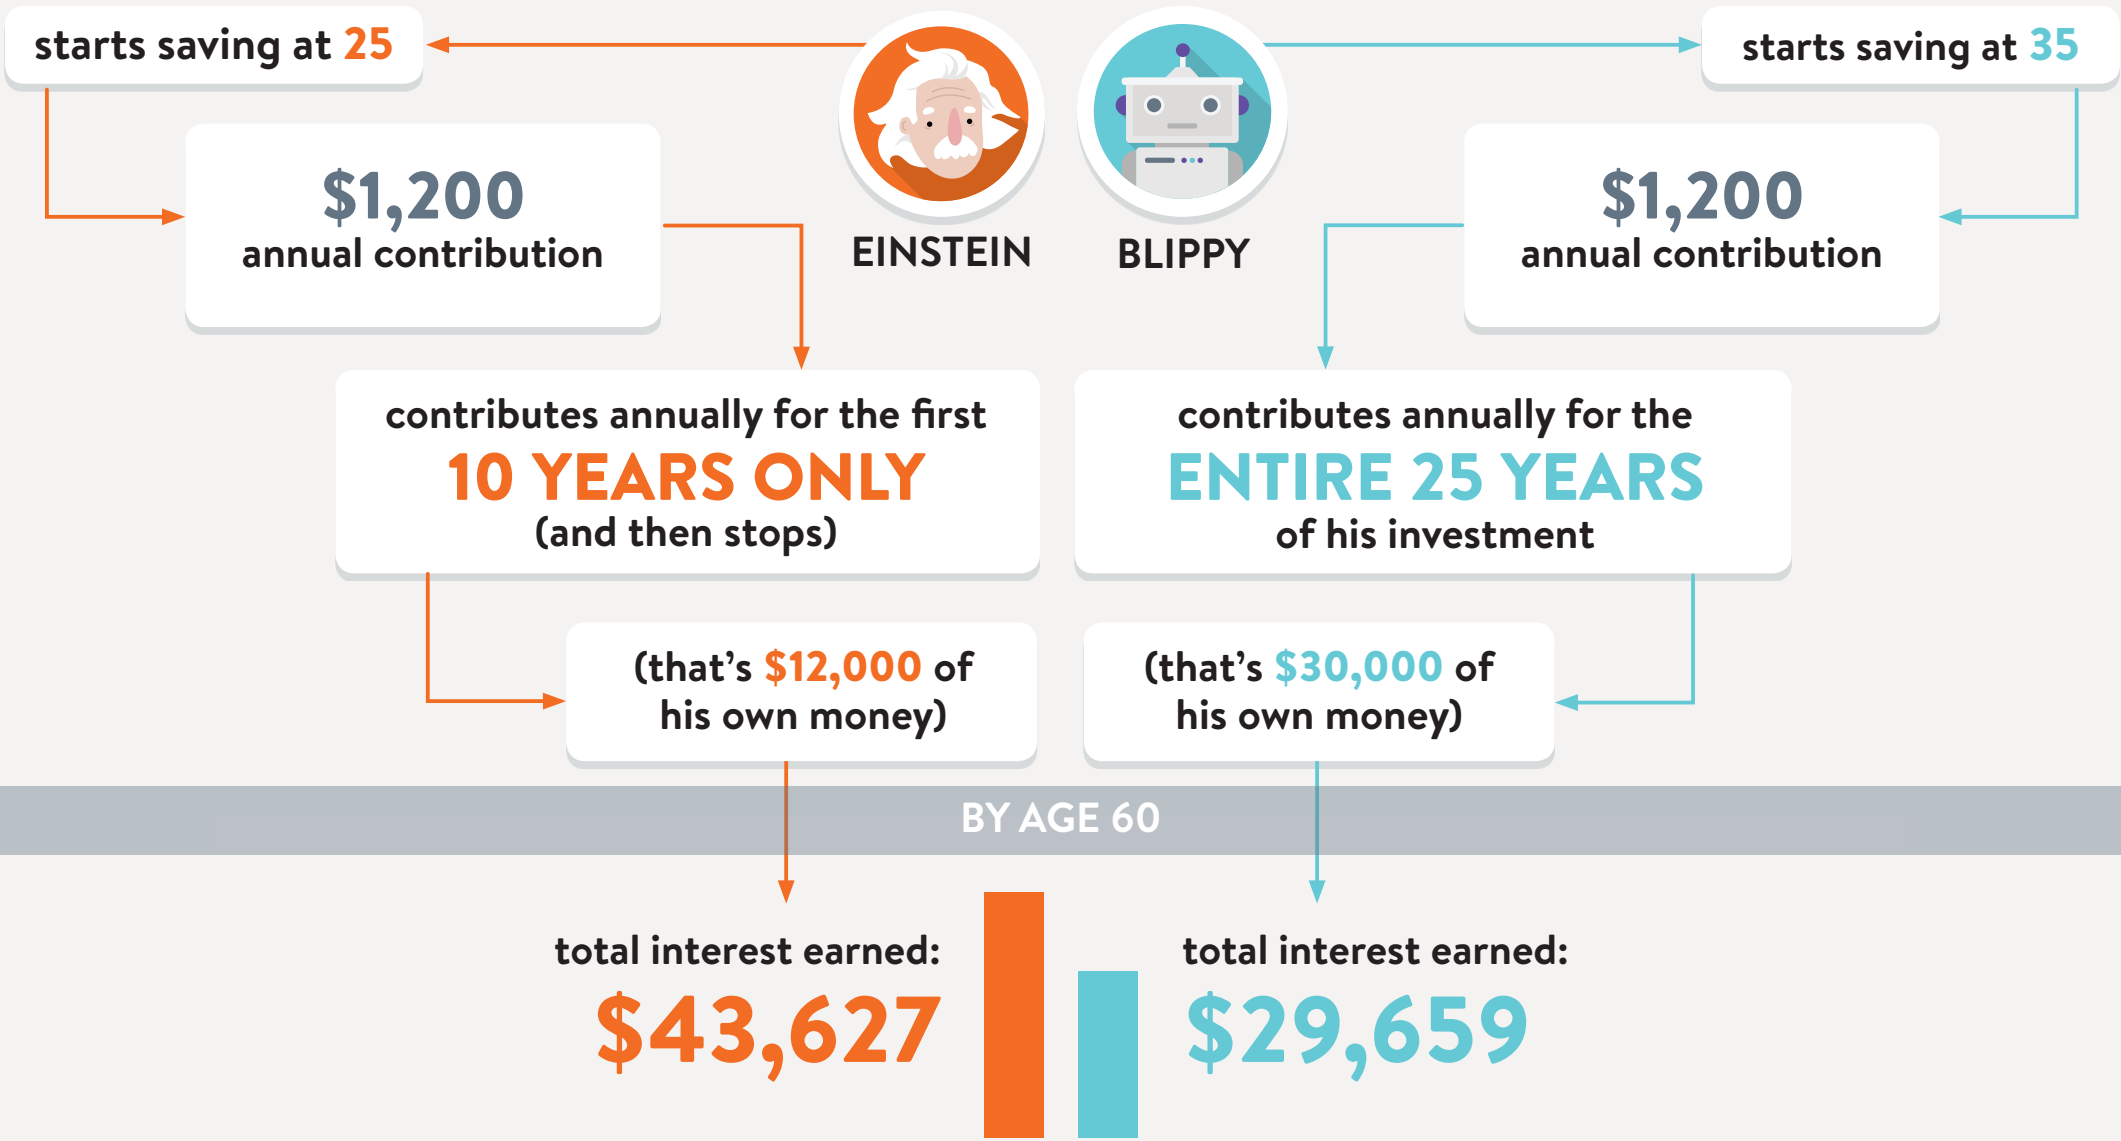 starts saving at 25
$1,200
annual contribution
contributes annually for the first
10 YEARS ONLY
(and then stops)
(that’s $12,000 of
his own money)
EINSTEIN
BLIPPY
starts saving at 35
$1,200
annual contribution
contributes annually for the
ENTIRE 25 YEARS
of his investment
(that’s $30,000 of
his own money)
BY AGE 60
total interest earned:
$43,627
total interest earned:
$29,659